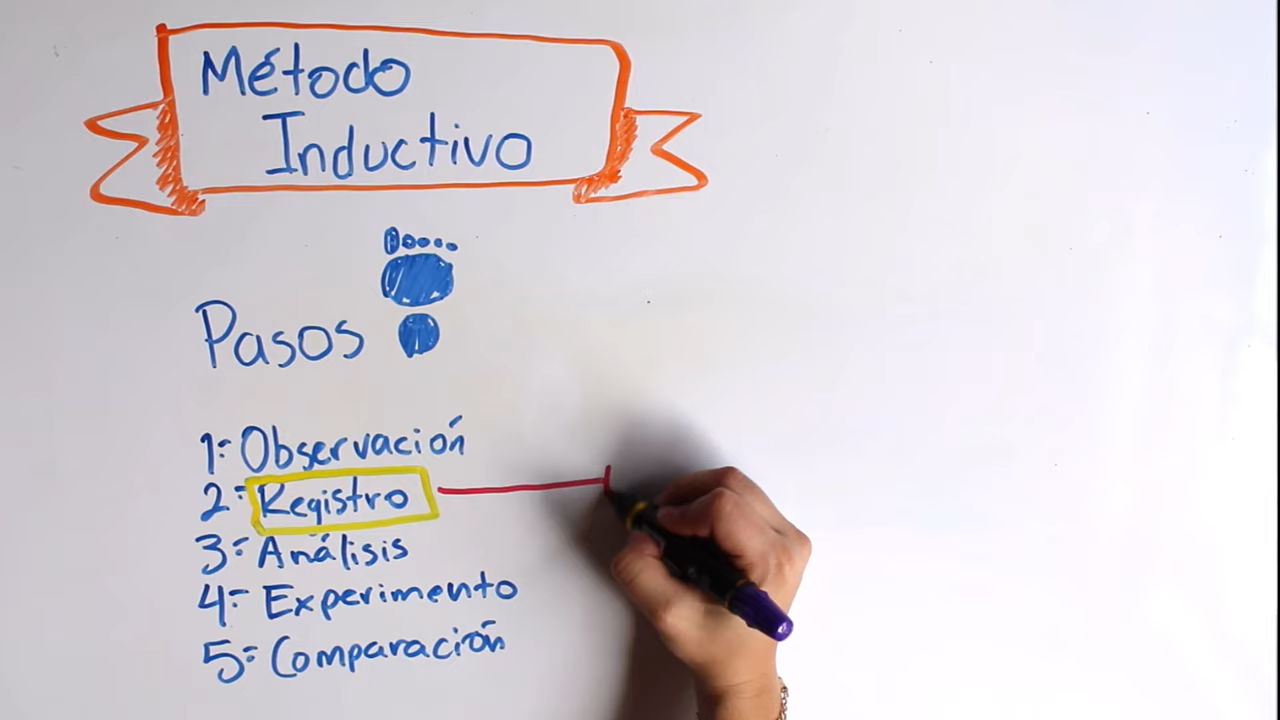 Método
Inductivo
Pasos
1- Observación
2- Registro
3- Análisis
4- Experimento
5- Comparación